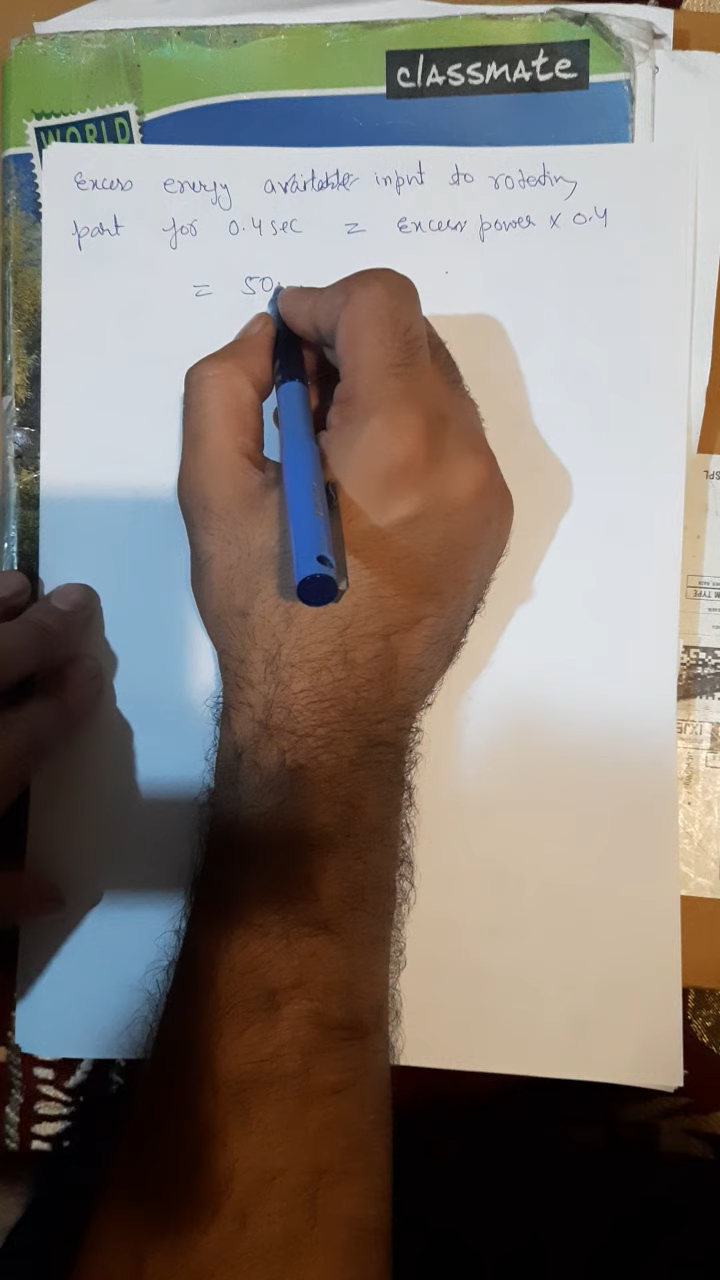 classmate
WORLD
Excess energy available input to rotating
part for 0.4 sec = excess power × 0.4
= 50